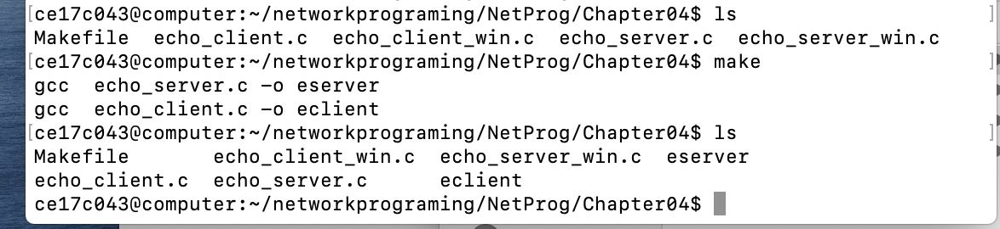 [ce17c043@computer:~/networkprograming/NetProg/Chapter04$ ls ]
Makefile  echo_client.c  echo_client_win.c  echo_server.c  echo_server_win.c
[ce17c043@computer:~/networkprograming/NetProg/Chapter04$ make ]
gcc  echo_server.c -o eserver
gcc  echo_client.c -o eclient
[ce17c043@computer:~/networkprograming/NetProg/Chapter04$ ls ]
Makefile       echo_client_win.c  echo_server_win.c  eserver
echo_client.c  echo_server.c      eclient
ce17c043@computer:~/networkprograming/NetProg/Chapter04$